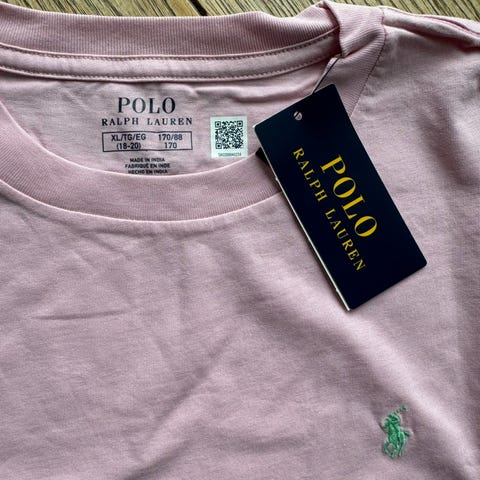 POLO
RALPH LAUREN
XL/TG/EG 170/88
(18-20) 170
MADE IN INDIA
FABRIQUÉ EN INDE
HECHO EN INDIA
POLO
RALPH LAUREN